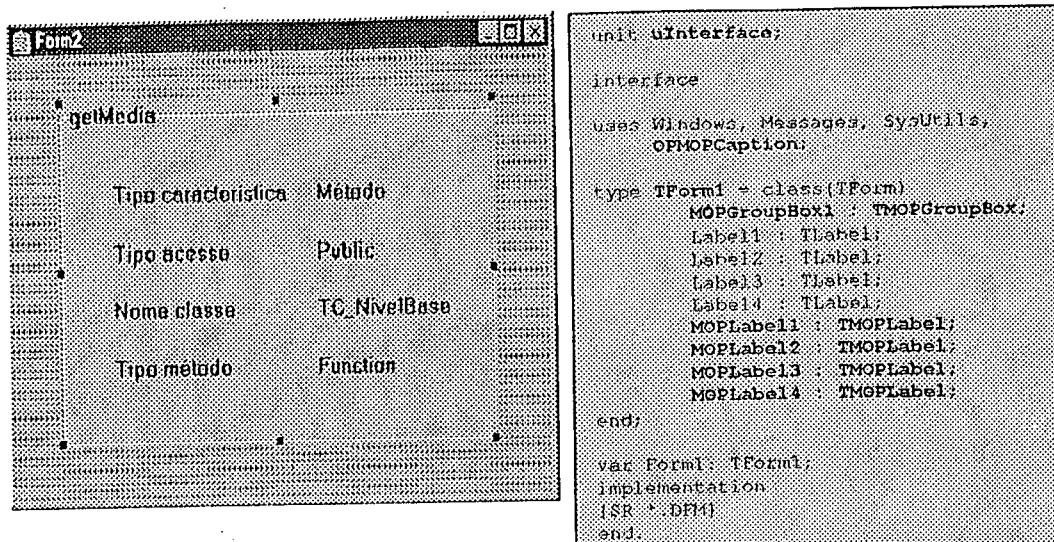 Form2
getMedia
Tipo característica Método
Tipo acesso Public
Nome classe TC_NivelBase
Tipo método Function
unit uInterface;
interface
uses Windows, Messages, SysUtils,
OPMOPCaption;
type TForm1 = class(TForm)
MOPGroupBox1 : TMOPGroupBox;
Label1 : TLabel;
Label2 : TLabel;
Label3 : TLabel;
Label4 : TLabel;
MOPLabel1 : TMOPLabel;
MOPLabel2 : TMOPLabel;
MOPLabel3 : TMOPLabel;
MOPLabel4 : TMOPLabel;
end;
var Form1: TForm1;
implementation
{$R *.DFM}
end.